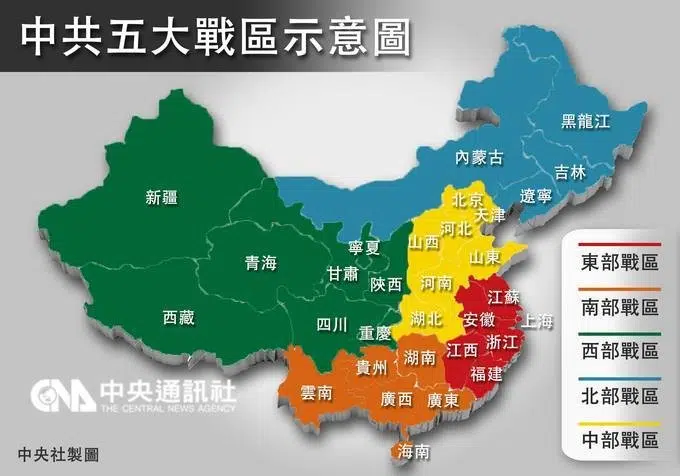 中共五大戰區示意圖
黑龍江
內蒙古
吉林
遼寧
新疆
北京
天津
河北
山西
寧夏
山東
青海
甘肅
陝西
河南
西藏
江蘇
四川
湖北
安徽
上海
重慶
浙江
江西
湖南
貴州
福建
雲南
廣西
廣東
海南
東部戰區
南部戰區
西部戰區
北部戰區
中部戰區
CNA 中央通訊社
THE CENTRAL NEWS AGENCY
中央社製圖